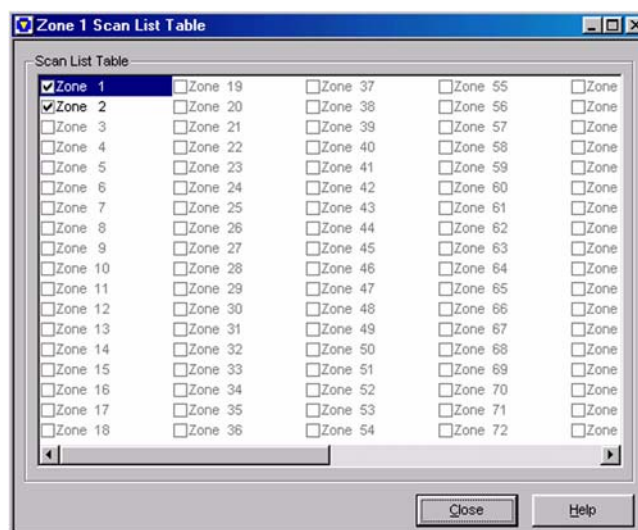 Zone 1 Scan List Table
Scan List Table
Zone 1 Zone 19 Zone 37 Zone 55 Zone
Zone 2 Zone 20 Zone 38 Zone 56 Zone
Zone 3 Zone 21 Zone 39 Zone 57 Zone
Zone 4 Zone 22 Zone 40 Zone 58 Zone
Zone 5 Zone 23 Zone 41 Zone 59 Zone
Zone 6 Zone 24 Zone 42 Zone 60 Zone
Zone 7 Zone 25 Zone 43 Zone 61 Zone
Zone 8 Zone 26 Zone 44 Zone 62 Zone
Zone 9 Zone 27 Zone 45 Zone 63 Zone
Zone 10 Zone 28 Zone 46 Zone 64 Zone
Zone 11 Zone 29 Zone 47 Zone 65 Zone
Zone 12 Zone 30 Zone 48 Zone 66 Zone
Zone 13 Zone 31 Zone 49 Zone 67 Zone
Zone 14 Zone 32 Zone 50 Zone 68 Zone
Zone 15 Zone 33 Zone 51 Zone 69 Zone
Zone 16 Zone 34 Zone 52 Zone 70 Zone
Zone 17 Zone 35 Zone 53 Zone 71 Zone
Zone 18 Zone 36 Zone 54 Zone 72 Zone
Close Help